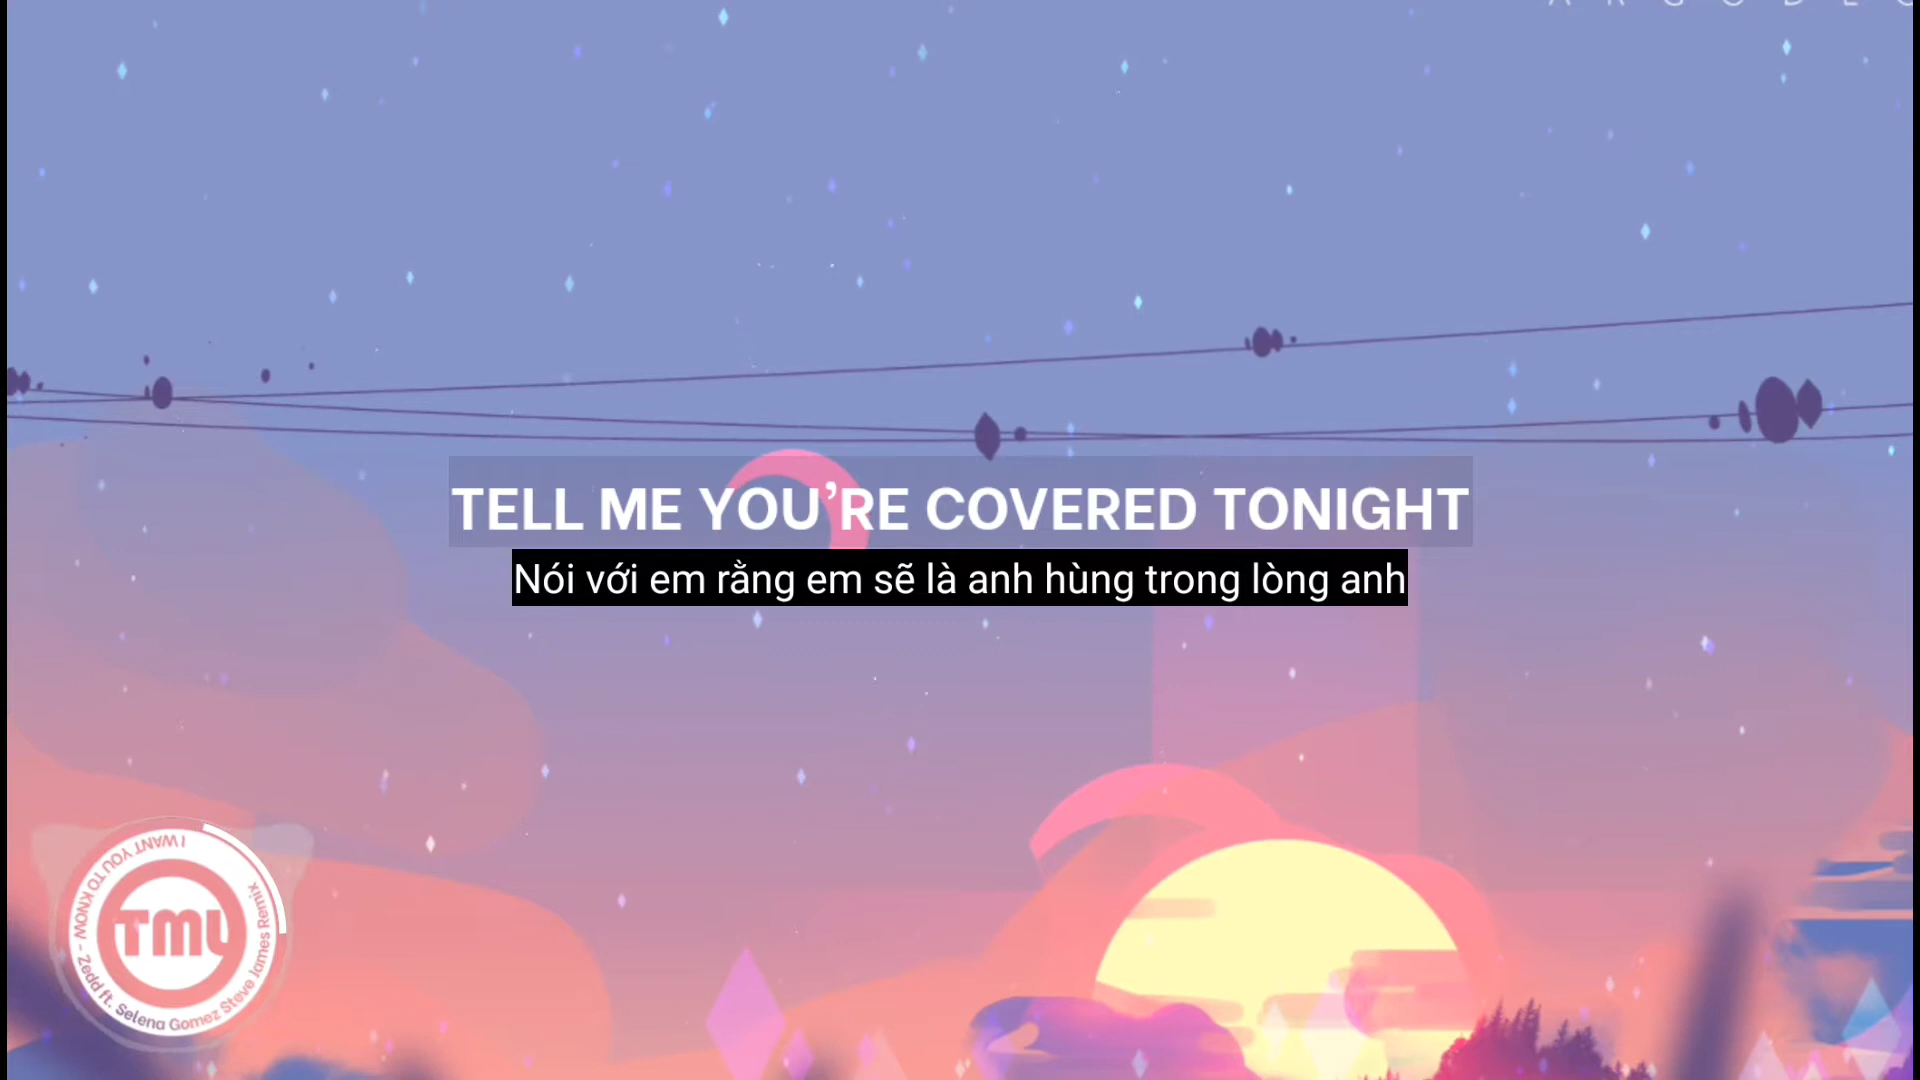 TELL ME YOU’RE COVERED TONIGHT
Nói với em rằng em sẽ là anh hùng trong lòng anh
I WANT YOU TO KNOW - Zedd ft. Selena Gomez Steve James Remix
TML